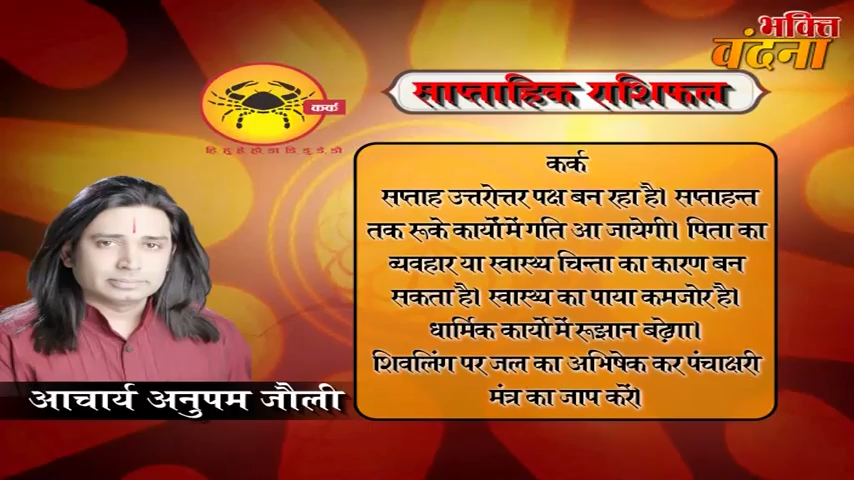 भक्ति
वंदना
साप्ताहिक राशिफल
कर्क
हि हु हे हो डा डि डु डे डो
कर्क
सप्ताह उत्तरोत्तर पक्ष बन रहा है। सप्ताहन्त
तक रूके कार्यों में गति आ जायेगी। पिता का
ब्यवहार या स्वास्थ्य चिन्ता का कारण बन
सकता है। स्वास्थ्य का पाया कमजोर है।
धार्मिक कार्यो में रूझान बढ़ेगा।
शिवलिंग पर जल का अभिषेक कर पंचाक्षरी
मंत्र का जाप करें।
आचार्य अनुपम जौली